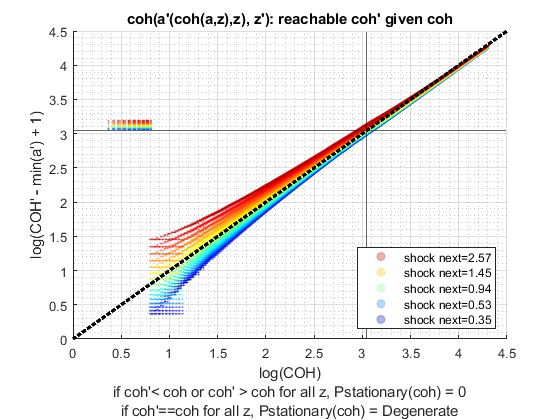 coh(a'(coh(a,z),z), z'): reachable coh' given coh
4.5
4
3.5
3
2.5
2
1.5
1
0.5
0
log(COH' - min(a') + 1)
shock next=2.57
shock next=1.45
shock next=0.94
shock next=0.53
shock next=0.35
0 0.5 1 1.5 2 2.5 3 3.5 4 4.5
log(COH)
if coh'< coh or coh' > coh for all z, Pstationary(coh) = 0
if coh'==coh for all z, Pstationary(coh) = Degenerate